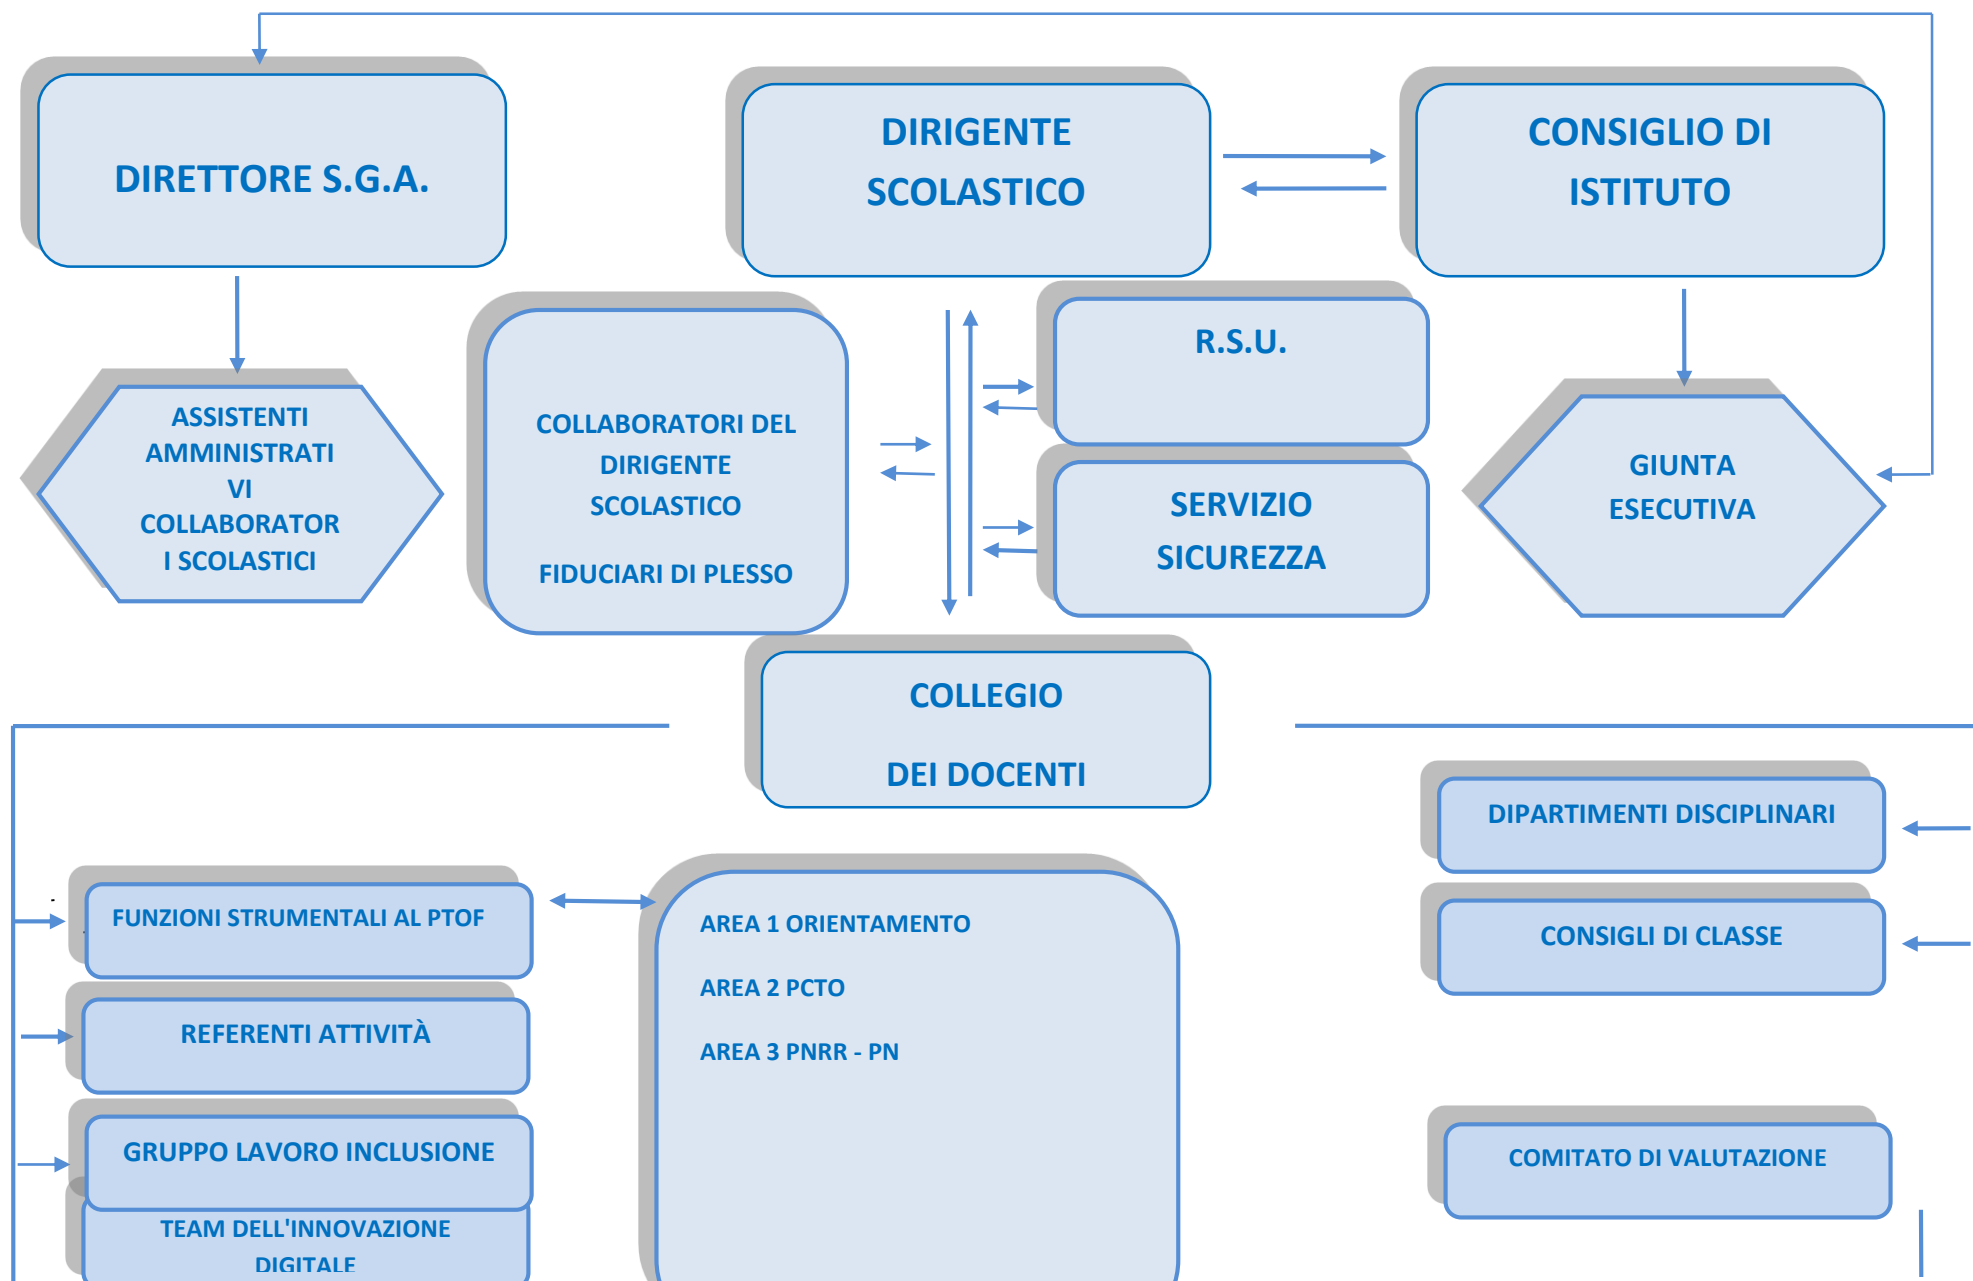 DIRETTORE S.G.A.
DIRIGENTE
SCOLASTICO
CONSIGLIO DI
ISTITUTO
ASSISTENTI
AMMINISTRATI
VI
COLLABORATOR
I SCOLASTICI
COLLABORATORI DEL
DIRIGENTE
SCOLASTICO
FIDUCIARI DI PLESSO
R.S.U.
SERVIZIO
SICUREZZA
GIUNTA
ESECUTIVA
COLLEGIO
DEI DOCENTI
FUNZIONI STRUMENTALI AL PTOF
REFERENTI ATTIVITÀ
GRUPPO LAVORO INCLUSIONE
TEAM DELL'INNOVAZIONE
DIGITALE
AREA 1 ORIENTAMENTO
AREA 2 PCTO
AREA 3 PNRR - PN
DIPARTIMENTI DISCIPLINARI
CONSIGLI DI CLASSE
COMITATO DI VALUTAZIONE